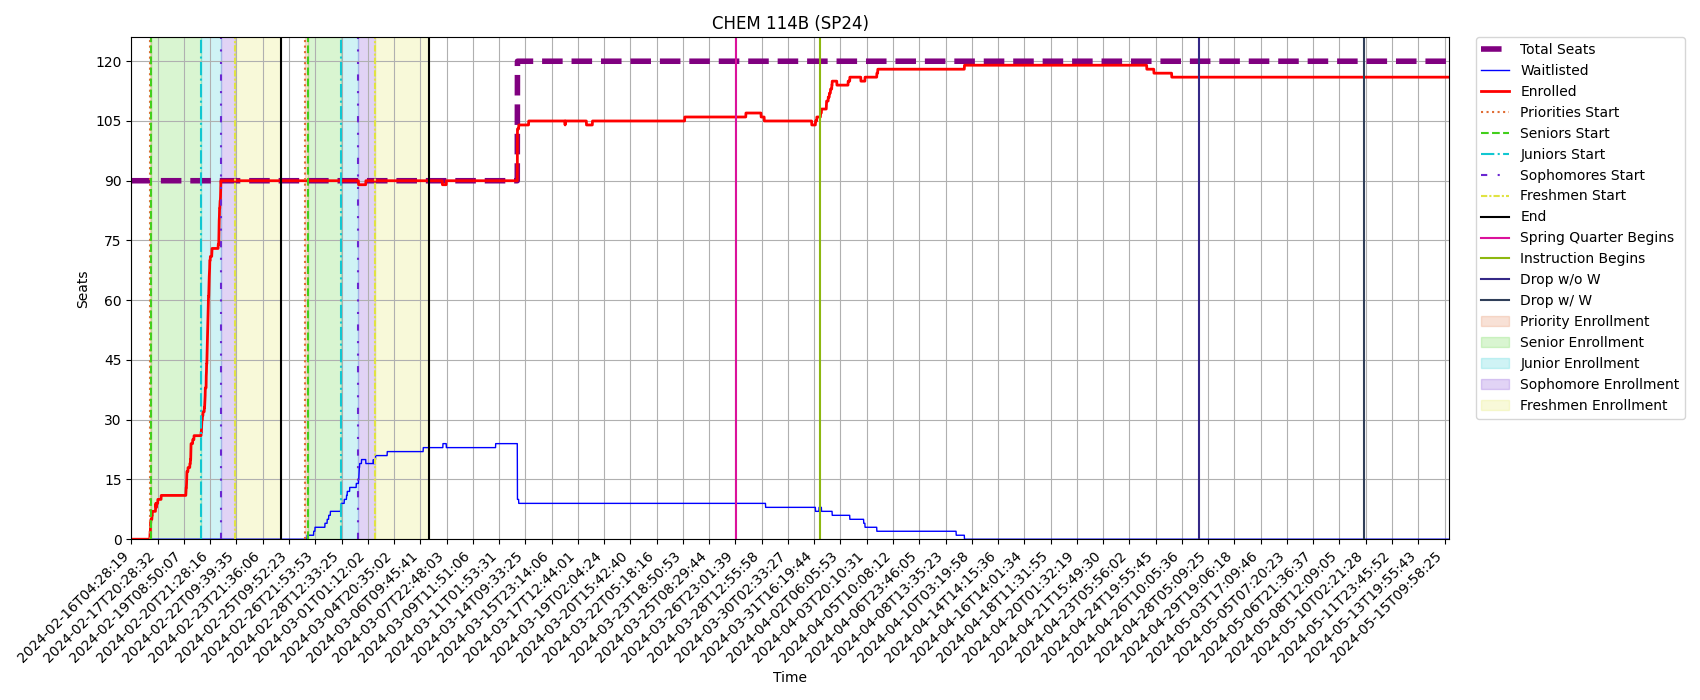 CHEM 114B (SP24)
Seats
120
105
90
75
60
45
30
15
0
2024-02-16T04:28:19
2024-02-17T20:28:32
2024-02-19T08:50:07
2024-02-20T21:28:16
2024-02-22T09:39:35
2024-02-23T21:36:06
2024-02-25T09:52:23
2024-02-26T21:53:53
2024-02-28T12:33:25
2024-03-01T01:12:02
2024-03-04T20:35:02
2024-03-06T09:45:41
2024-03-07T22:48:03
2024-03-09T11:51:06
2024-03-11T01:53:31
2024-03-14T09:33:25
2024-03-15T23:14:06
2024-03-17T12:44:01
2024-03-19T02:04:24
2024-03-20T15:42:40
2024-03-22T05:18:16
2024-03-23T18:50:53
2024-03-25T08:29:44
2024-03-26T23:01:39
2024-03-28T12:55:58
2024-03-30T02:33:27
2024-03-31T16:19:44
2024-04-02T06:05:53
2024-04-03T20:10:31
2024-04-05T10:08:12
2024-04-06T23:46:05
2024-04-08T13:35:23
2024-04-10T03:19:58
2024-04-14T14:15:36
2024-04-16T04:01:34
2024-04-18T11:31:55
2024-04-20T01:32:19
2024-04-21T15:49:30
2024-04-23T05:56:02
2024-04-24T19:55:45
2024-04-26T10:05:36
2024-04-28T05:09:25
2024-04-29T19:06:18
2024-05-03T17:09:46
2024-05-05T07:20:23
2024-05-06T21:36:37
2024-05-08T12:09:05
2024-05-10T02:21:28
2024-05-11T23:45:52
2024-05-13T19:55:43
2024-05-15T09:58:25
Time
Total Seats
Waitlisted
Enrolled
Priorities Start
Seniors Start
Juniors Start
Sophomores Start
Freshmen Start
End
Spring Quarter Begins
Instruction Begins
Drop w/o W
Drop w/ W
Priority Enrollment
Senior Enrollment
Junior Enrollment
Sophomore Enrollment
Freshmen Enrollment